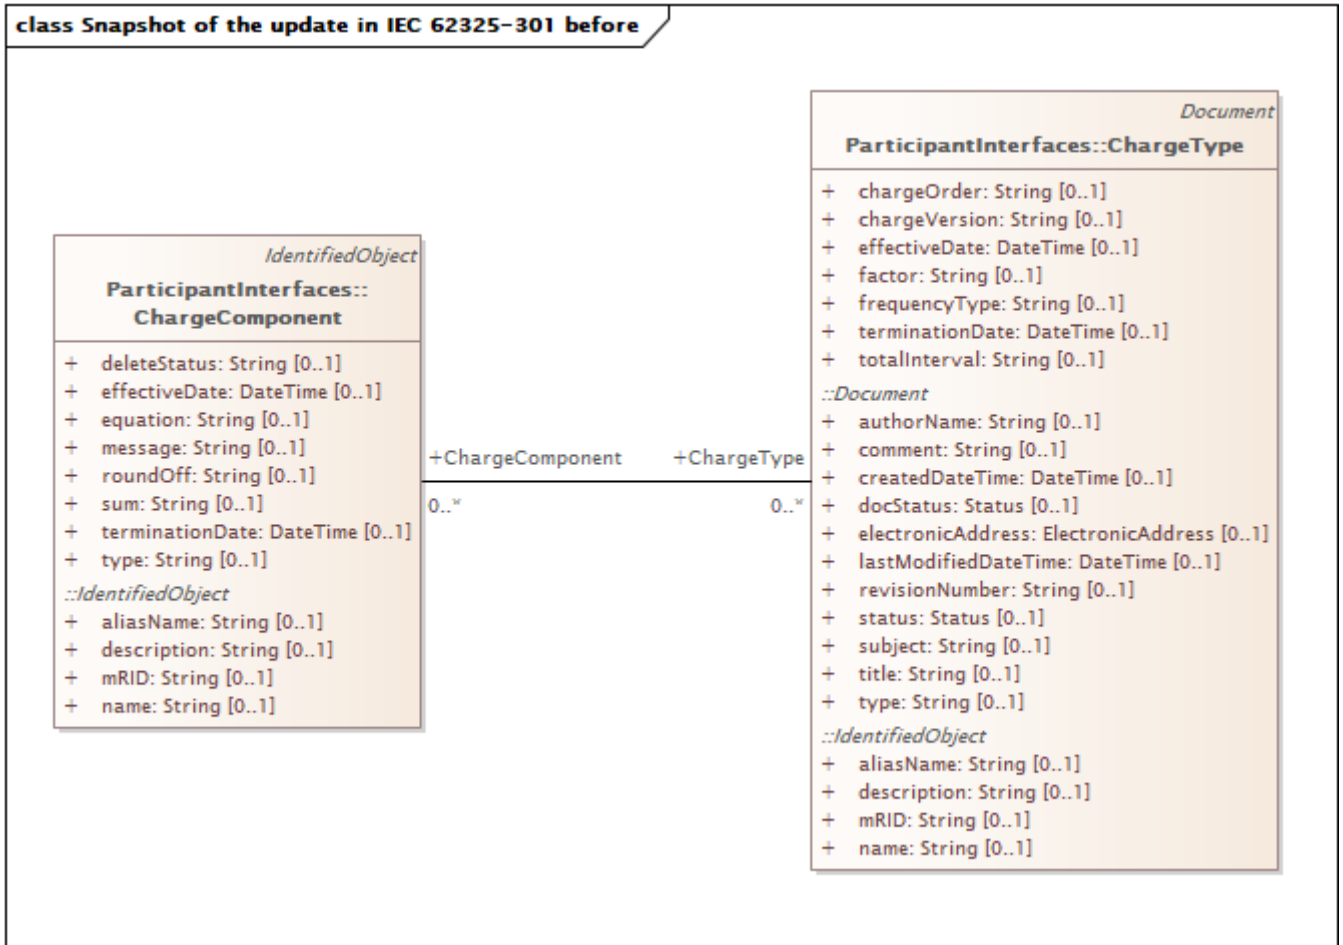 class Snapshot of the update in IEC 62325-301 before
IdentifiedObject
ParticipantInterfaces::
ChargeComponent
+ deleteStatus: String [0..1]
+ effectiveDate: DateTime [0..1]
+ equation: String [0..1]
+ message: String [0..1]
+ roundOff: String [0..1]
+ sum: String [0..1]
+ terminationDate: DateTime [0..1]
+ type: String [0..1]
::IdentifiedObject
+ aliasName: String [0..1]
+ description: String [0..1]
+ mRID: String [0..1]
+ name: String [0..1]
+ChargeComponent +ChargeType
0..* 0..*
Document
ParticipantInterfaces::ChargeType
+ chargeOrder: String [0..1]
+ chargeVersion: String [0..1]
+ effectiveDate: DateTime [0..1]
+ factor: String [0..1]
+ frequencyType: String [0..1]
+ terminationDate: DateTime [0..1]
+ totalInterval: String [0..1]
::Document
+ authorName: String [0..1]
+ comment: String [0..1]
+ createdDateTime: DateTime [0..1]
+ docStatus: Status [0..1]
+ electronicAddress: ElectronicAddress [0..1]
+ lastModifiedDateTime: DateTime [0..1]
+ revisionNumber: String [0..1]
+ status: Status [0..1]
+ subject: String [0..1]
+ title: String [0..1]
+ type: String [0..1]
::IdentifiedObject
+ aliasName: String [0..1]
+ description: String [0..1]
+ mRID: String [0..1]
+ name: String [0..1]